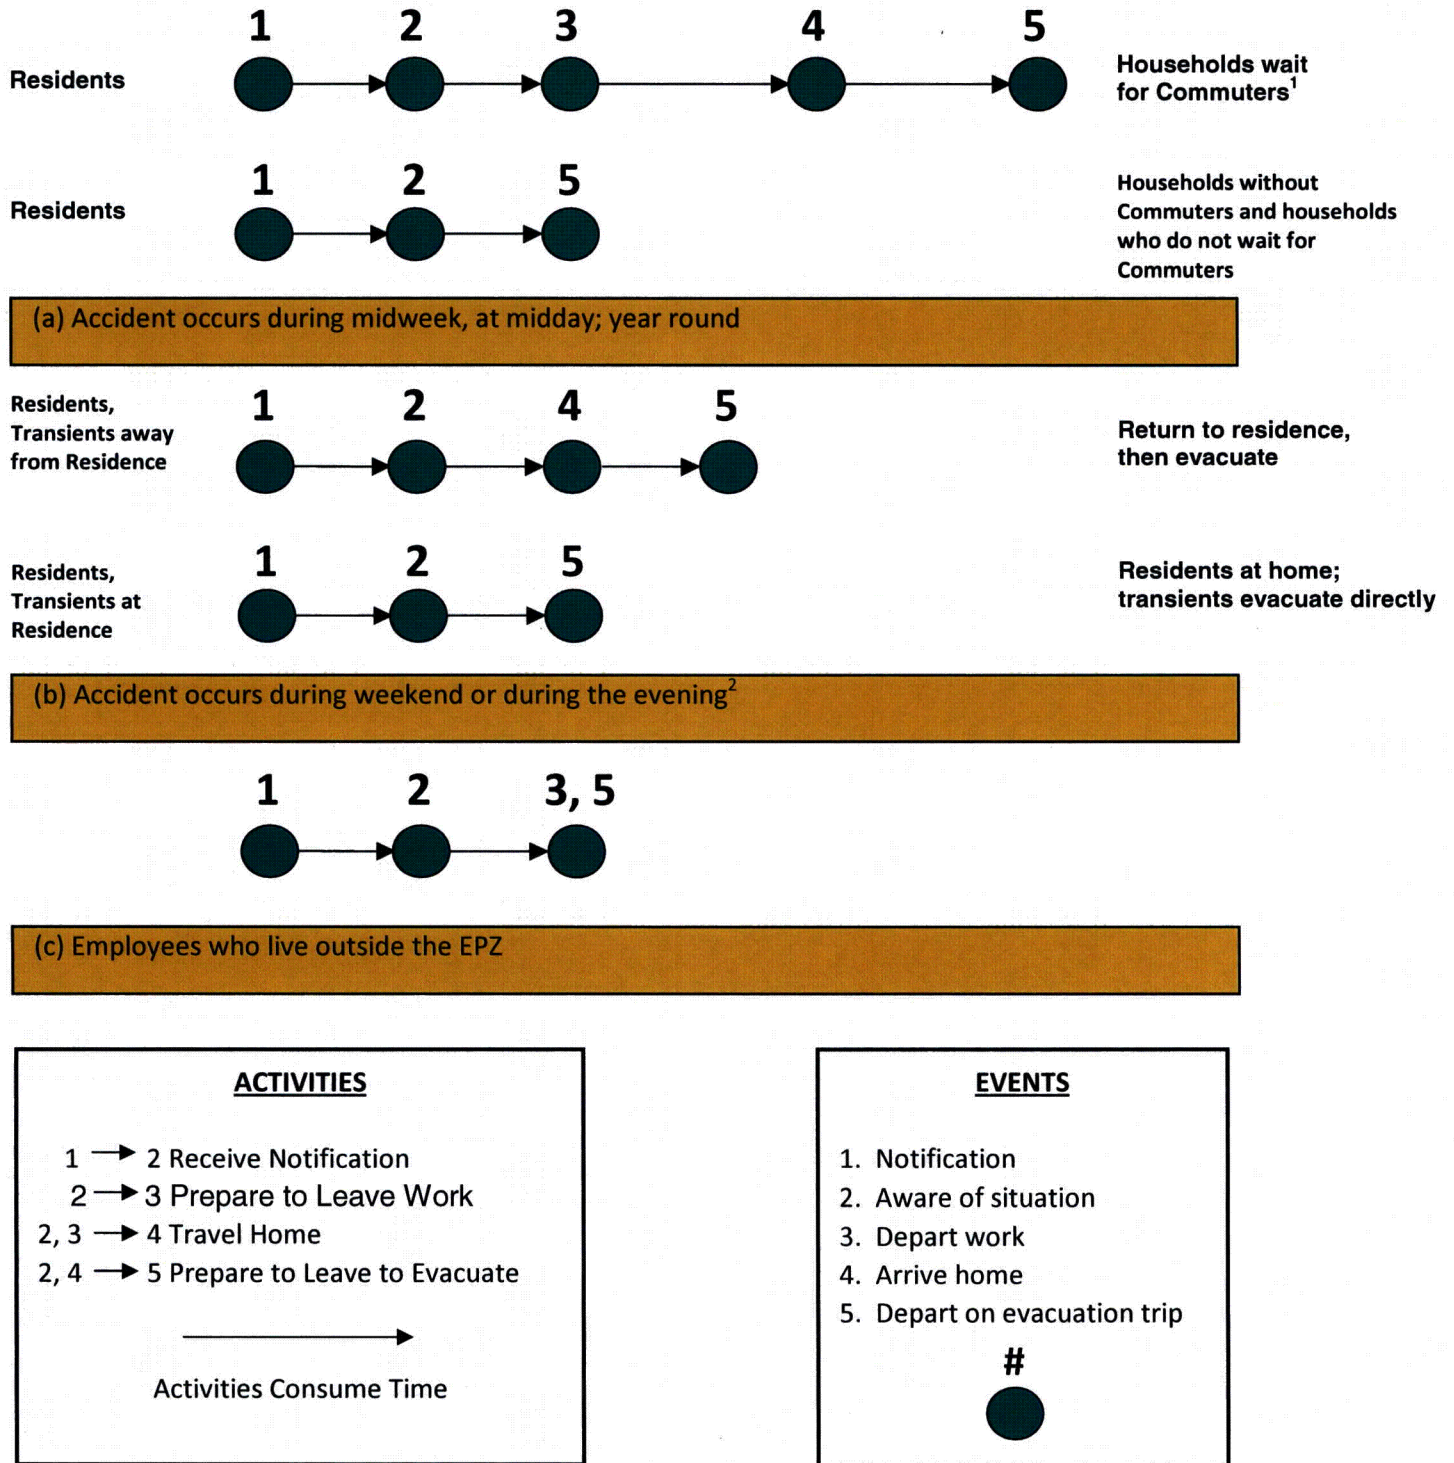 1 2 3 4 5
Residents
Households wait
for Commuters¹
1 2 5
Residents
Households without
Commuters and households
who do not wait for
Commuters
(a) Accident occurs during midweek, at midday; year round
Residents,
Transients away
from Residence
1 2 4 5
Return to residence,
then evacuate
Residents,
Transients at
Residence
1 2 5
Residents at home;
transients evacuate directly
(b) Accident occurs during weekend or during the evening²
1 2 3, 5
(c) Employees who live outside the EPZ
ACTIVITIES
1 → 2 Receive Notification
2 → 3 Prepare to Leave Work
2, 3 → 4 Travel Home
2, 4 → 5 Prepare to Leave to Evacuate
Activities Consume Time
EVENTS
1. Notification
2. Aware of situation
3. Depart work
4. Arrive home
5. Depart on evacuation trip
#